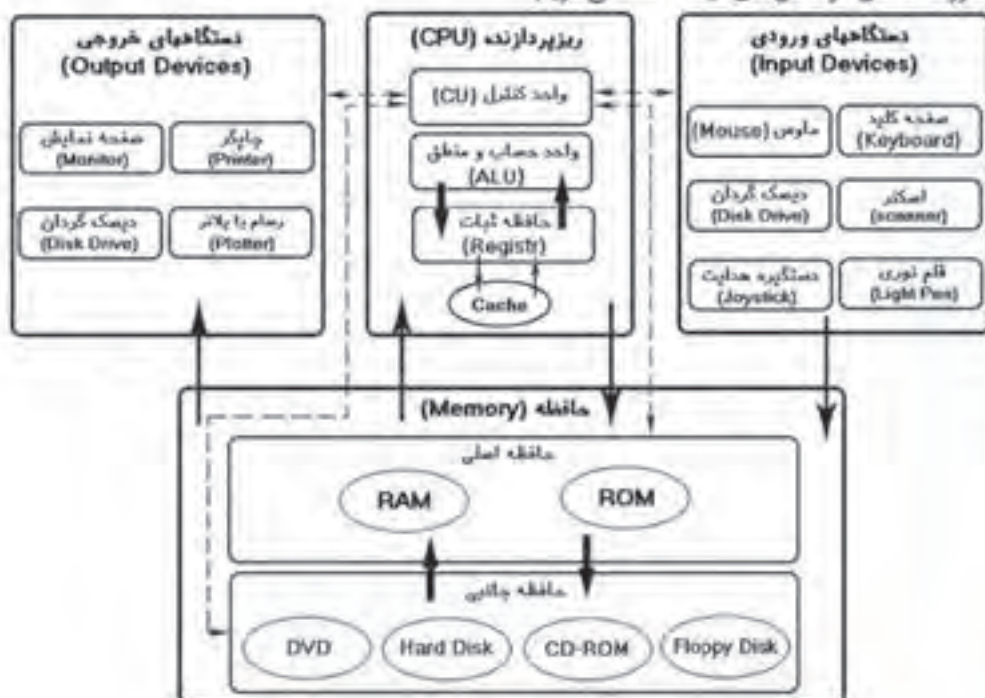 دستگاههای ورودی
(Input Devices)
صفحه کلید
(Keyboard)
ماوس (Mouse)
اسکنر
(scanner)
دیسک گردان
(Disk Drive)
قلم نوری
(Light Pen)
دستگیره هدایت
(Joystick)
ریزپردازنده (CPU)
واحد کنترل (CU)
واحد حساب و منطق
(ALU)
حافظه ثبات
(Registr)
Cache
دستگاههای خروجی
(Output Devices)
چاپگر
(Printer)
صفحه نمایش
(Monitor)
رسام یا پلاتر
(Plotter)
دیسک گردان
(Disk Drive)
حافظه (Memory)
حافظه اصلی
RAM
ROM
حافظه جانبی
DVD
Hard Disk
CD-ROM
Floppy Disk